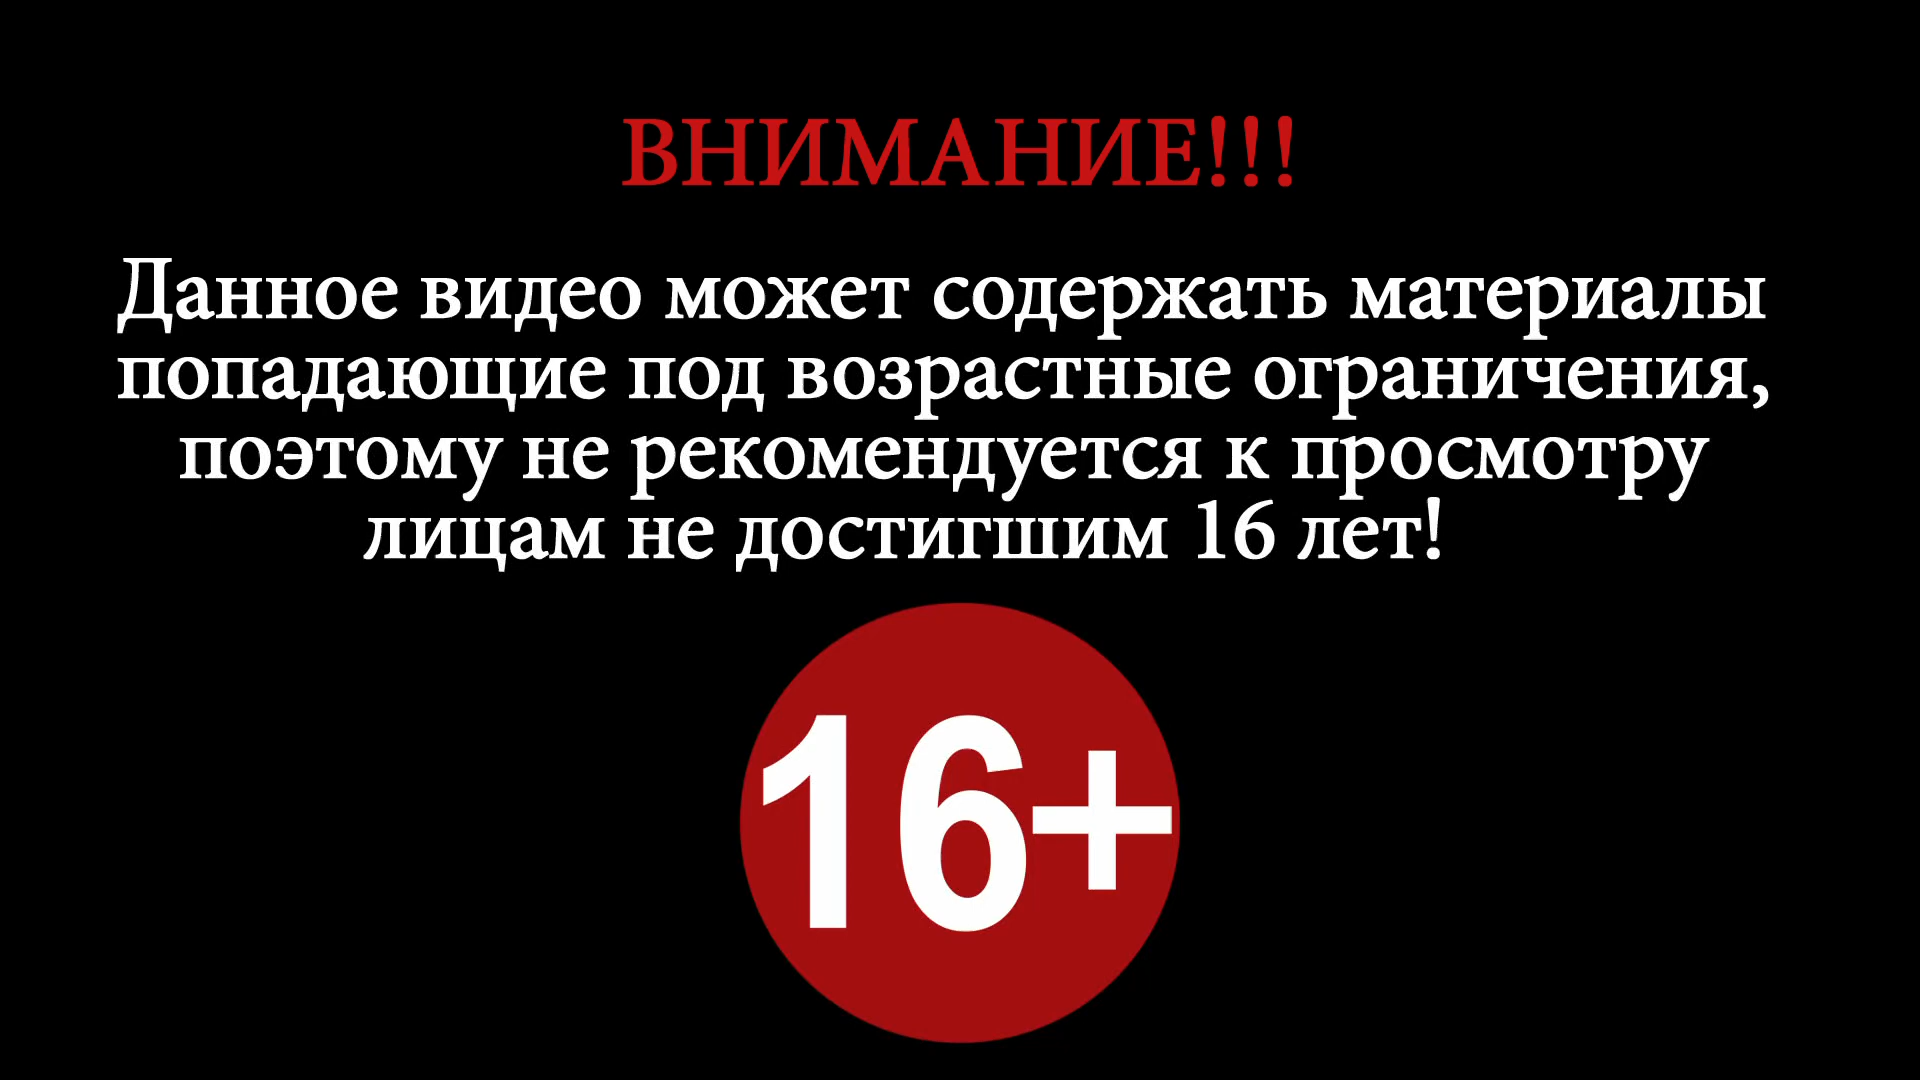 ВНИМАНИЕ!!!
Данное видео может содержать материалы
попадающие под возрастные ограничения,
поэтому не рекомендуется к просмотру
лицам не достигшим 16 лет!
16+